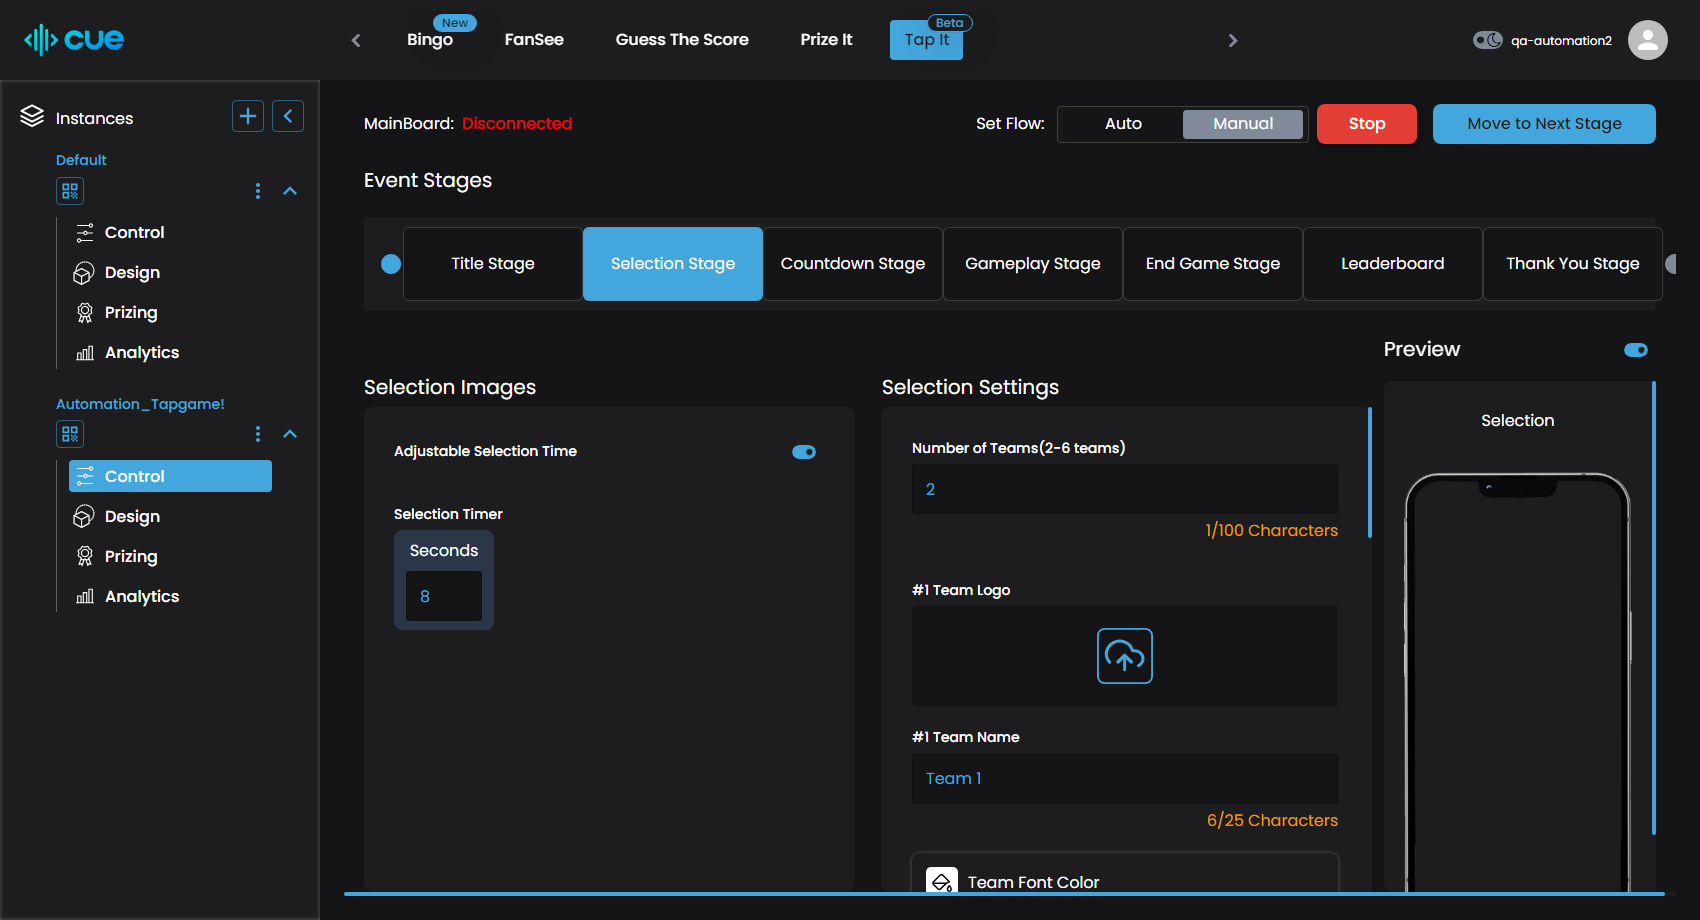 cue
New
Bingo
FanSee
Guess The Score
Prize It
Beta
Tap It
qa-automation2
Instances
Default
Control
Design
Prizing
Analytics
Automation_Tapgame!
Control
Design
Prizing
Analytics
MainBoard: Disconnected
Set Flow:
Auto
Manual
Stop
Move to Next Stage
Event Stages
Title Stage
Selection Stage
Countdown Stage
Gameplay Stage
End Game Stage
Leaderboard
Thank You Stage
Selection Images
Adjustable Selection Time
Selection Timer
Seconds
8
Selection Settings
Number of Teams(2-6 teams)
2
1/100 Characters
#1 Team Logo
#1 Team Name
Team 1
6/25 Characters
Team Font Color
Preview
Selection